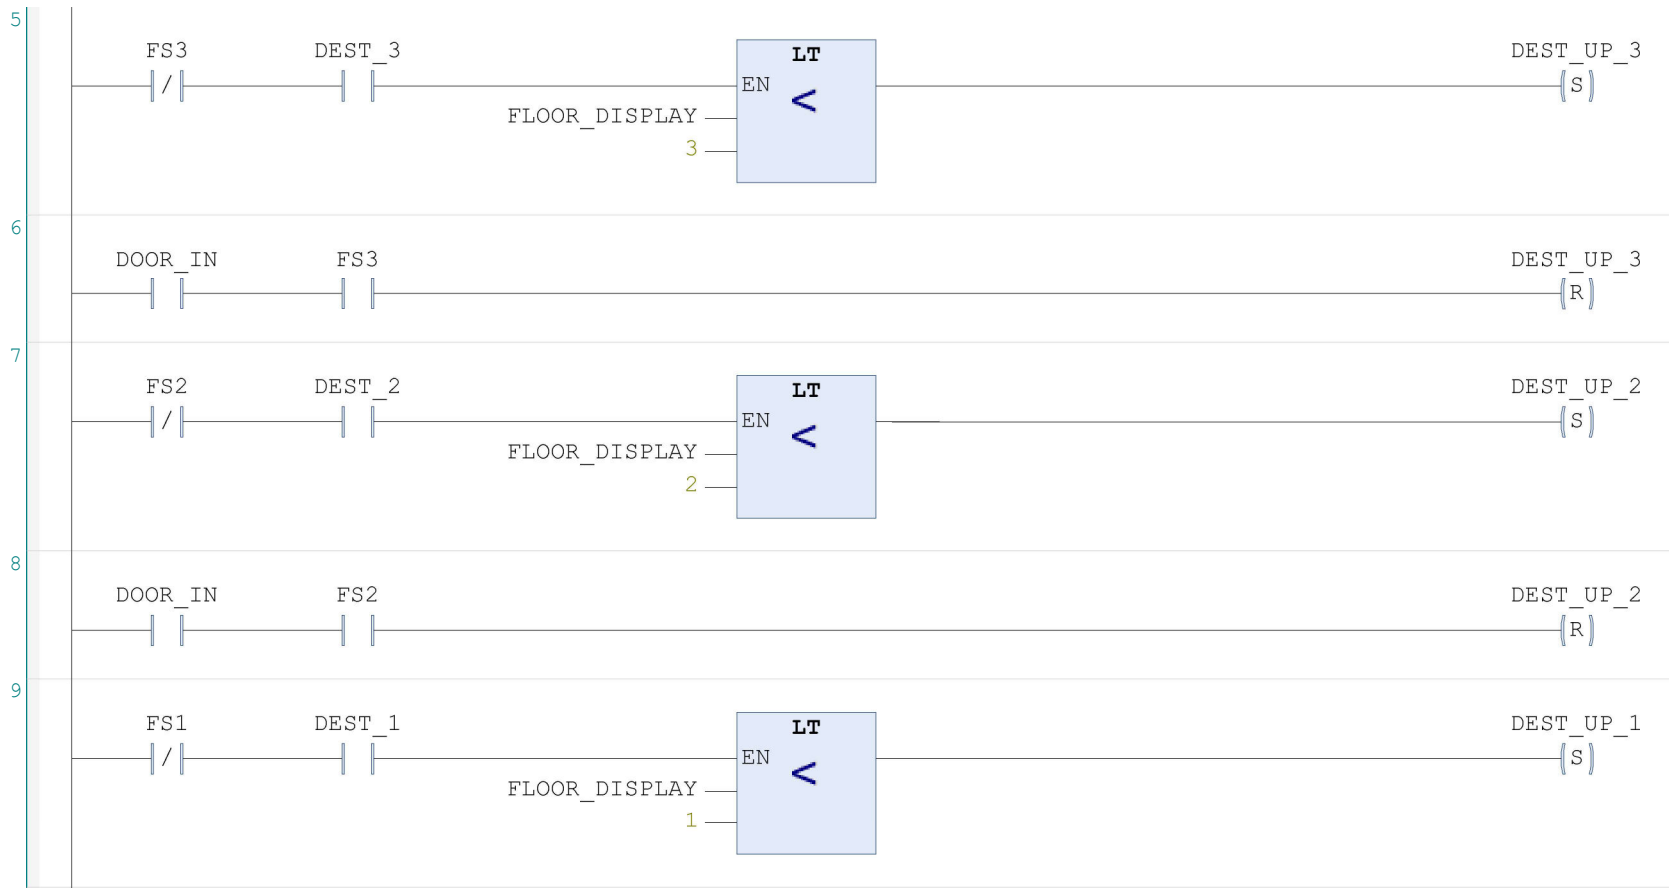 5
FS3 DEST_3 LT DEST_UP_3
/ EN < S
FLOOR_DISPLAY
3
6
DOOR_IN FS3 DEST_UP_3
R
7
FS2 DEST_2 LT DEST_UP_2
/ EN < S
FLOOR_DISPLAY
2
8
DOOR_IN FS2 DEST_UP_2
R
9
FS1 DEST_1 LT DEST_UP_1
/ EN < S
FLOOR_DISPLAY
1